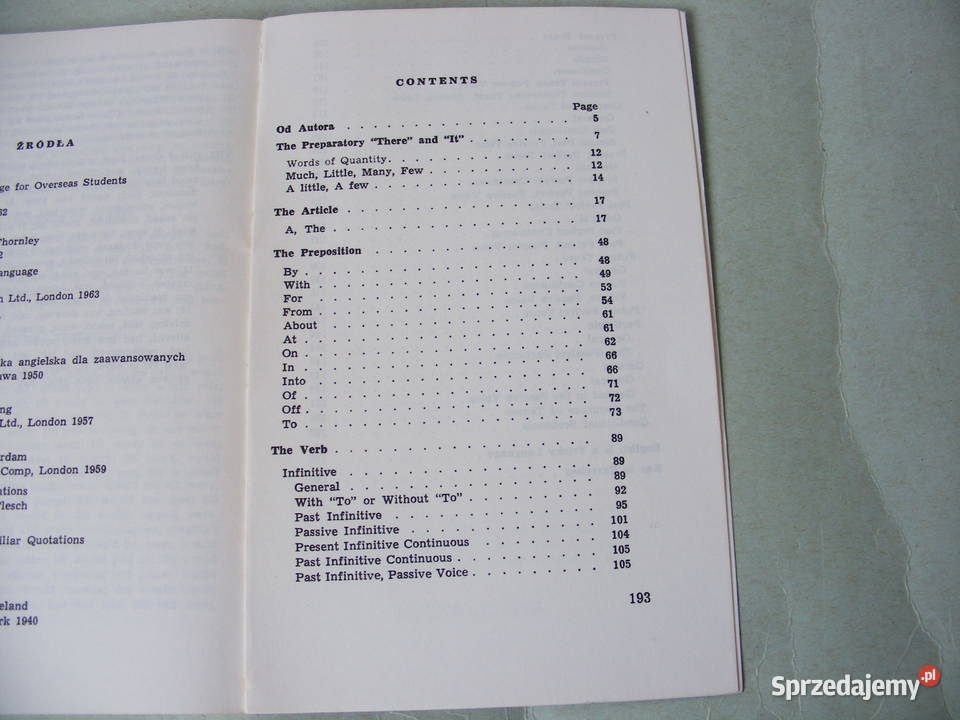 ŹRÓDŁA
ge for Overseas Students
62
Thornley
2
anguage
n Ltd., London 1963
ka angielska dla zaawansowanych
awa 1950
ng
Ltd., London 1957
rdam
Comp, London 1959
tions
Flesch
iliar Quotations
eland
rk 1940
CONTENTS
Page
Od Autora . . . . . . . . . . . . . . . . 5
The Preparatory “There” and “It” . . . . . . . . 7
Words of Quantity . . . . . . . . . . . . . 12
Much, Little, Many, Few . . . . . . . . . . 12
A little, A few . . . . . . . . . . . . . . 14
The Article . . . . . . . . . . . . . . . . 17
A, The . . . . . . . . . . . . . . . . . 17
The Preposition . . . . . . . . . . . . . . 48
By . . . . . . . . . . . . . . . . . . . 48
With . . . . . . . . . . . . . . . . . . 49
For . . . . . . . . . . . . . . . . . . . 53
From . . . . . . . . . . . . . . . . . . 54
About . . . . . . . . . . . . . . . . . . 61
At . . . . . . . . . . . . . . . . . . . 61
On . . . . . . . . . . . . . . . . . . . 62
In . . . . . . . . . . . . . . . . . . . 66
Into . . . . . . . . . . . . . . . . . . 66
Of . . . . . . . . . . . . . . . . . . . 71
Off . . . . . . . . . . . . . . . . . . . 72
To . . . . . . . . . . . . . . . . . . . 73
The Verb . . . . . . . . . . . . . . . . . 89
Infinitive . . . . . . . . . . . . . . . . 89
General . . . . . . . . . . . . . . . . . 89
With “To” or Without “To” . . . . . . . . . 92
Past Infinitive . . . . . . . . . . . . . . 95
Passive Infinitive . . . . . . . . . . . . 101
Present Infinitive Continuous . . . . . . . . 104
Past Infinitive Continuous . . . . . . . . . 105
Past Infinitive, Passive Voice . . . . . . . . 105
193
Sprzedajemy.pl